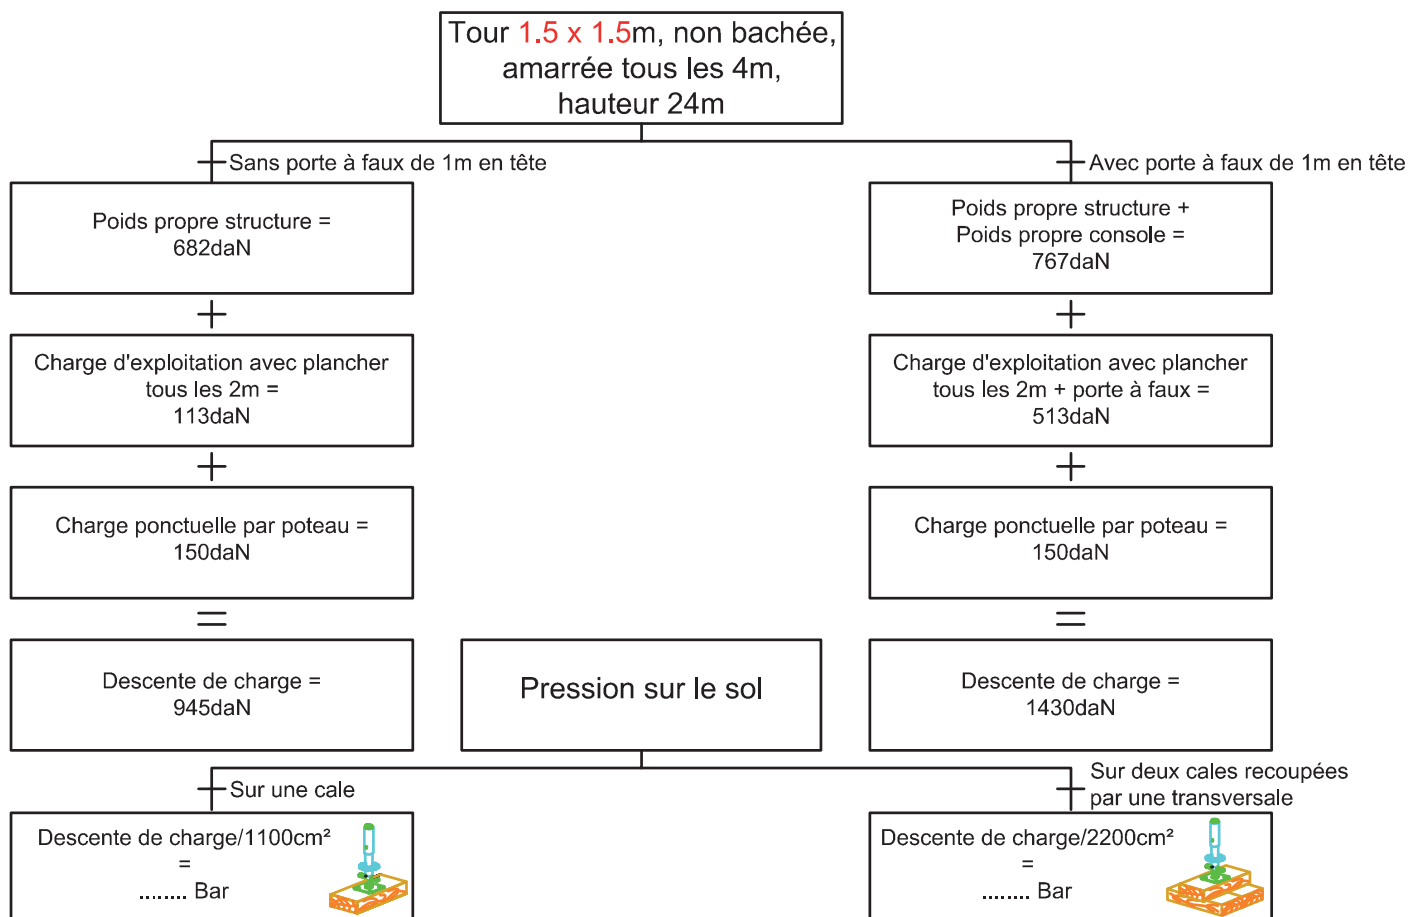 Tour 1.5 x 1.5m, non bachée,
amarrée tous les 4m,
hauteur 24m
Sans porte à faux de 1m en tête
Avec porte à faux de 1m en tête
Poids propre structure =
682daN
Poids propre structure +
Poids propre console =
767daN
+
+
Charge d'exploitation avec plancher
tous les 2m =
113daN
Charge d'exploitation avec plancher
tous les 2m + porte à faux =
513daN
+
+
Charge ponctuelle par poteau =
150daN
Charge ponctuelle par poteau =
150daN
=
=
Descente de charge =
945daN
Pression sur le sol
Descente de charge =
1430daN
Sur une cale
Sur deux cales recoupées
par une transversale
Descente de charge/1100cm²
=
........ Bar
Descente de charge/2200cm²
=
........ Bar